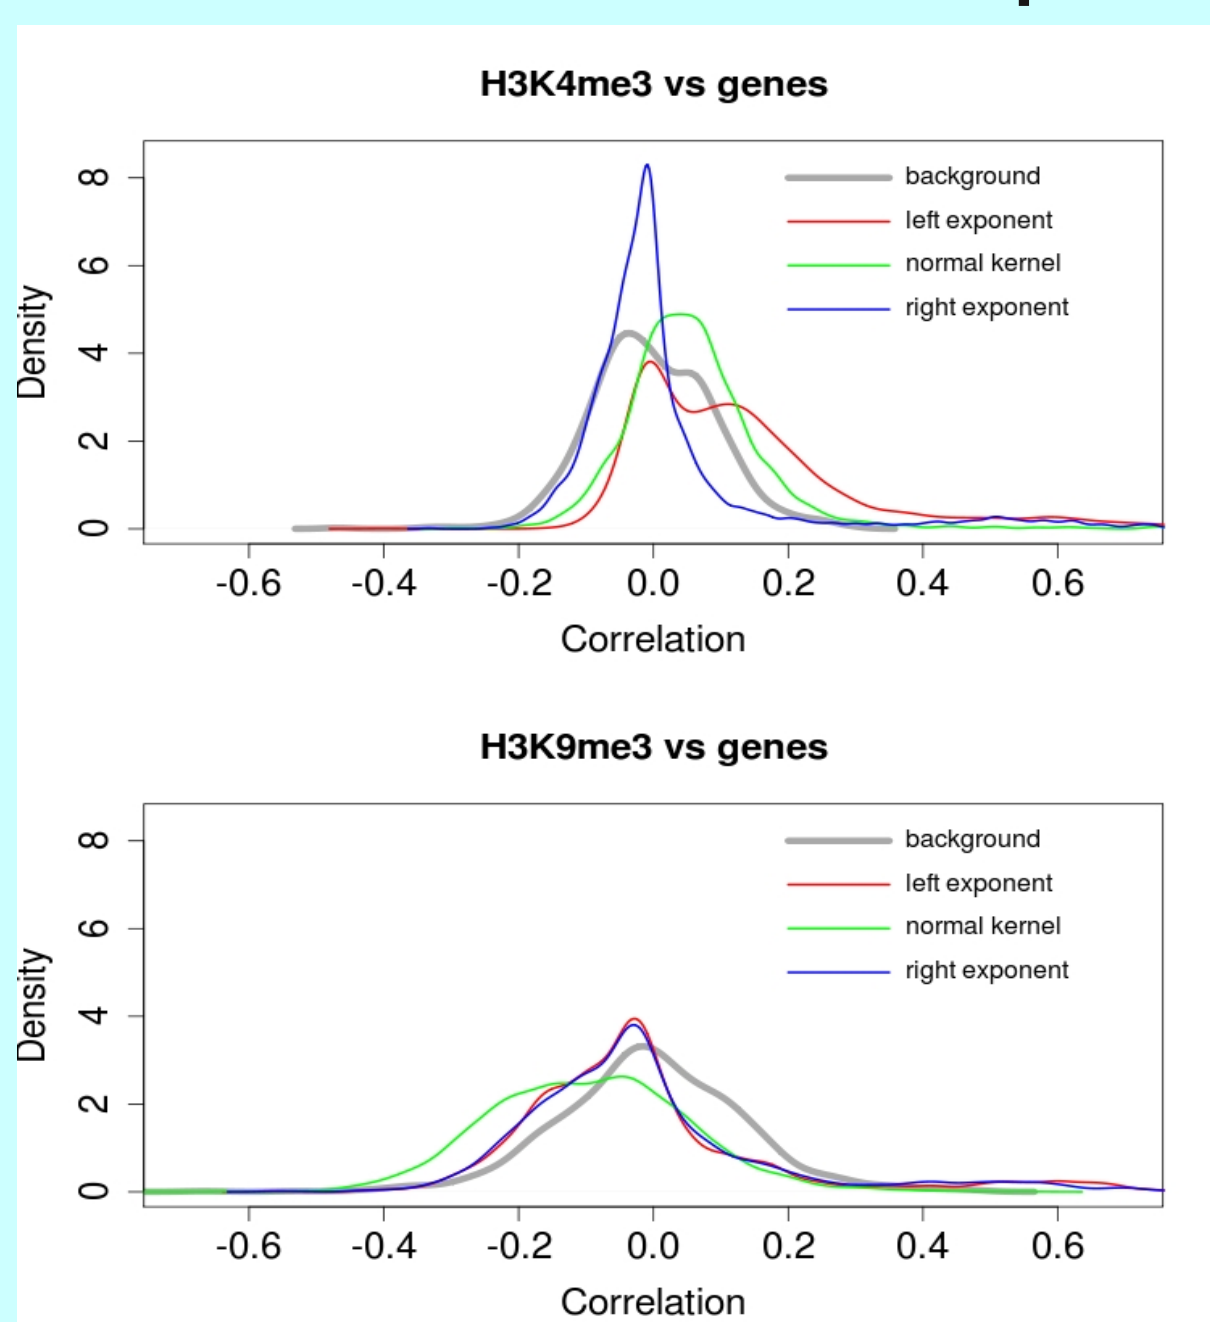 H3K4me3 vs genes
8
6
4
2
0
Density
background
left exponent
normal kernel
right exponent
-0.6 -0.4 -0.2 0.0 0.2 0.4 0.6
Correlation
H3K9me3 vs genes
8
6
4
2
0
Density
background
left exponent
normal kernel
right exponent
-0.6 -0.4 -0.2 0.0 0.2 0.4 0.6
Correlation